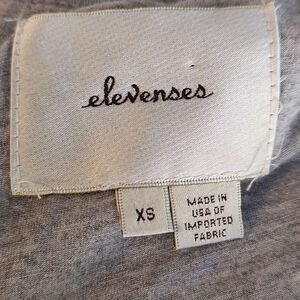 elevenses
XS
MADE IN
USA OF
IMPORTED
FABRIC